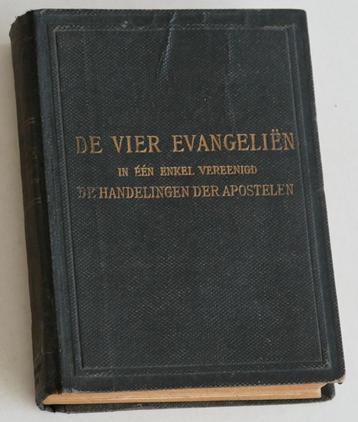 DE VIER EVANGELIËN
IN ÉÉN ENKEL VEREENIGD
DE HANDELINGEN DER APOSTELEN